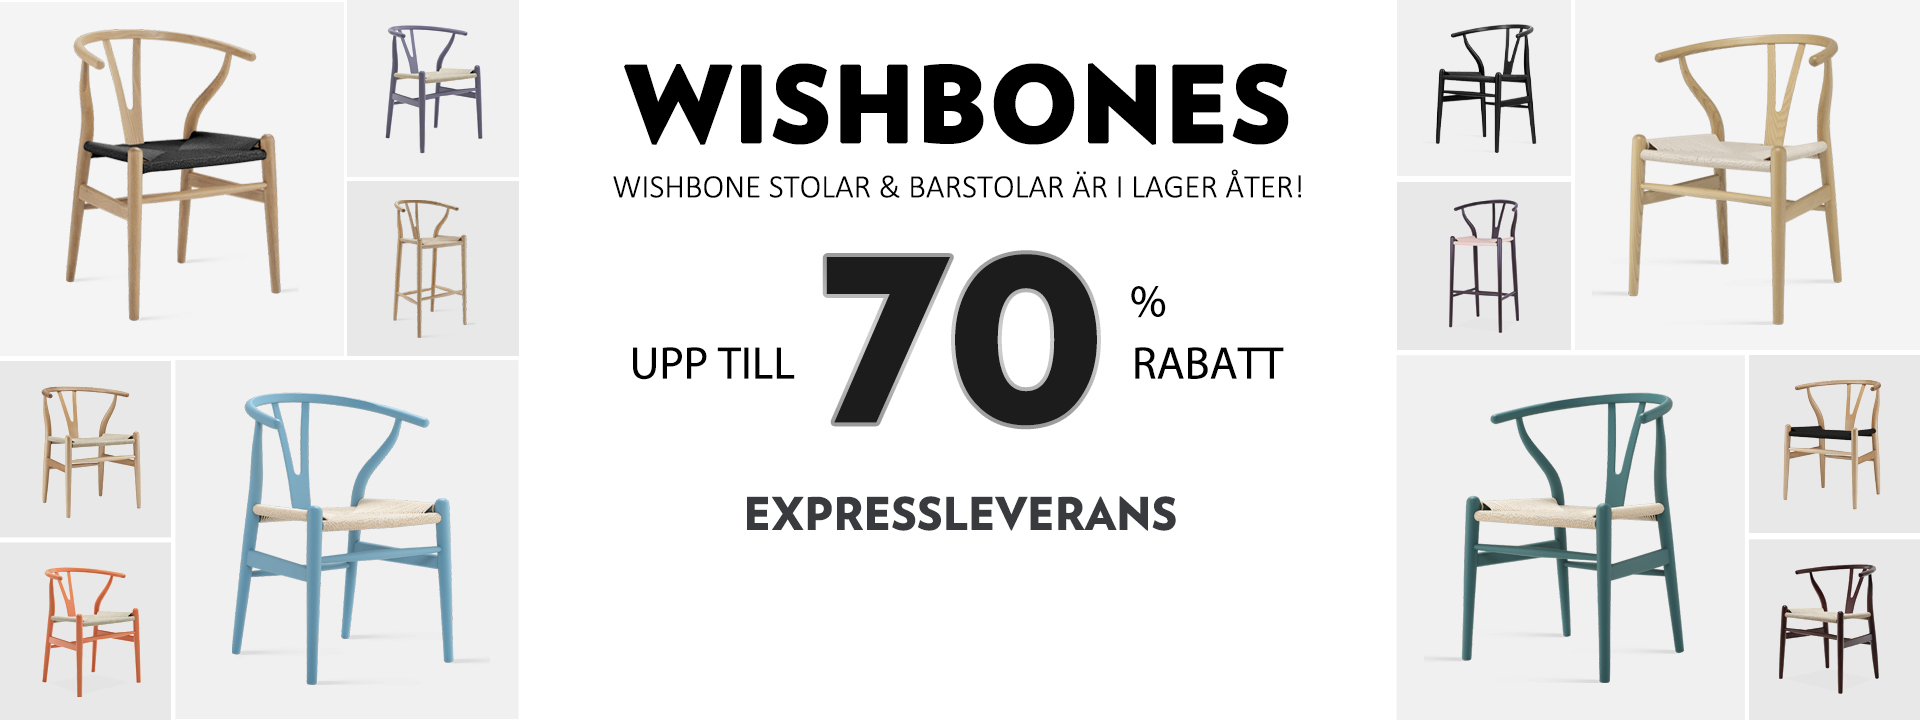 WISHBONES
WISHBONE STOLAR & BARSTOLAR ÄR I LAGER ÅTER!
UPP TILL 70 % RABATT
EXPRESSLEVERANS